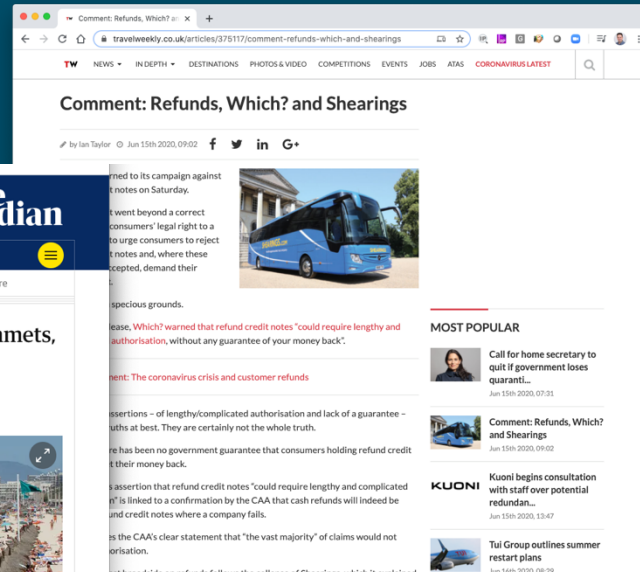 Comment: Refunds, Which? an
travelweekly.co.uk/articles/375117/comment-refunds-which-and-shearings
TW NEWS IN DEPTH DESTINATIONS PHOTOS & VIDEO COMPETITIONS EVENTS JOBS ATAS CORONAVIRUS LATEST
Comment: Refunds, Which? and Shearings
by Ian Taylor Jun 15th 2020, 09:02
rned to its campaign against
t notes on Saturday.
t went beyond a correct
consumers' legal right to a
to urge consumers to reject
t notes and, where these
ccepted, demand their
specious grounds.
lease, Which? warned that refund credit notes "could require lengthy and
authorisation, without any guarantee of your money back".
ent: The coronavirus crisis and customer refunds
ssertions – of lengthy/complicated authorisation and lack of a guarantee –
ruths at best. They are certainly not the whole truth.
re has been no government guarantee that consumers holding refund credit
t their money back.
s assertion that refund credit notes "could require lengthy and complicated
n" is linked to a confirmation by the CAA that cash refunds will indeed be
und credit notes where a company fails.
es the CAA's clear statement that "the vast majority" of claims would not
orisation.
dian
re
mets,
SHEARINGS.com
MOST POPULAR
Call for home secretary to
quit if government loses
quaranti...
Jun 15th 2020, 07:31
Comment: Refunds, Which?
and Shearings
Jun 15th 2020, 09:02
KUONI
Kuoni begins consultation
with staff over potential
redundan...
Jun 15th 2020, 13:47
Tui Group outlines summer
restart plans
Jun 16th 2020, 08:29